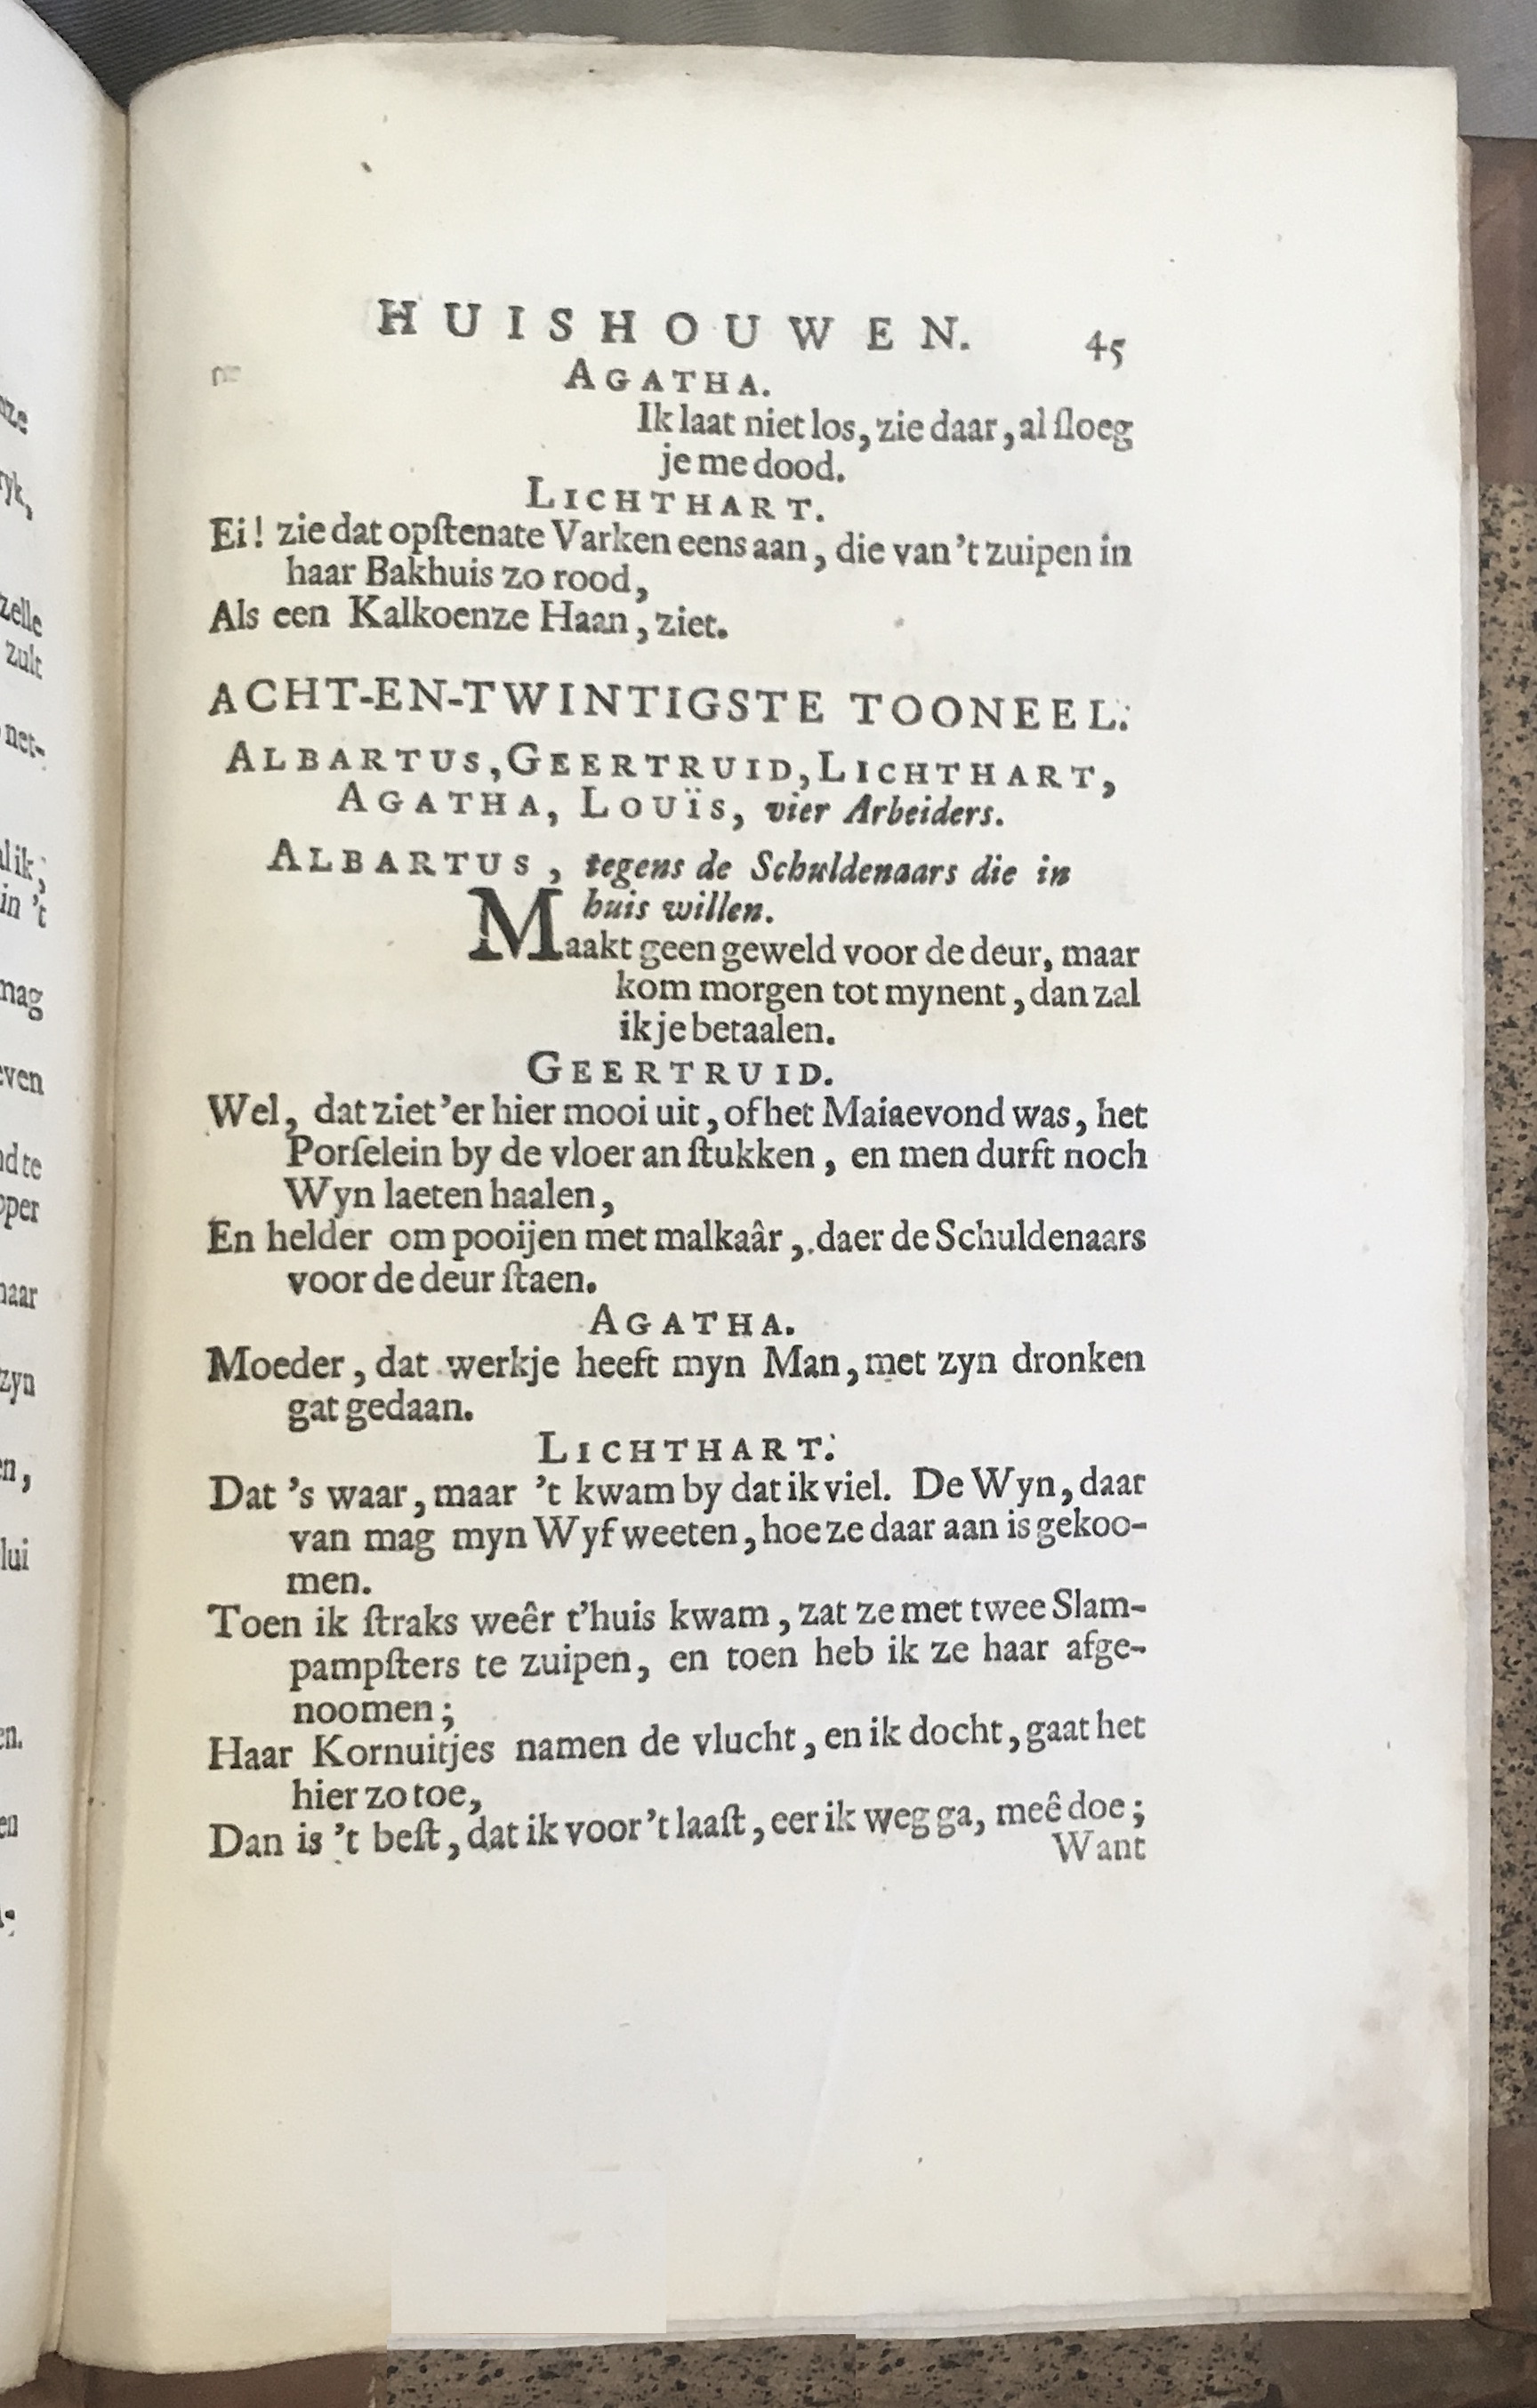 HUISHOUWEN. 45
AGATHA.
Ik laat niet los, zie daar, al ſloeg
je me dood.
LICHTHART.
Ei! zie dat opſtenate Varken eens aan, die van 't zuipen in
haar Bakhuis zo rood,
Als een Kalkoenze Haan, ziet.
ACHT-EN-TWINTIGSTE TOONEEL.
ALBARTUS, GEERTRUID, LICHTHART,
AGATHA, LOUÏS, vier Arbeiders.
ALBARTUS, tegens de Schuldenaars die in
huis willen.
Maakt geen geweld voor de deur, maar
kom morgen tot mynent, dan zal
ik je betaalen.
GEERTRUID.
Wel, dat ziet 'er hier mooi uit, of het Maiaevond was, het
Porſelein by de vloer an ſtukken, en men durft noch
Wyn laeten haalen,
En helder om pooijen met malkaâr, daer de Schuldenaars
voor de deur ſtaen.
AGATHA.
Moeder, dat werkje heeft myn Man, met zyn dronken
gat gedaan.
LICHTHART.
Dat 's waar, maar 't kwam by dat ik viel. De Wyn, daar
van mag myn Wyf weeten, hoe ze daar aan is gekoo-
men.
Toen ik ſtraks weêr t'huis kwam, zat ze met twee Slam-
pampſters te zuipen, en toen heb ik ze haar afge-
noomen;
Haar Kornuitjes namen de vlucht, en ik docht, gaat het
hier zo toe,
Dan is 't beſt, dat ik voor 't laaſt, eer ik weg ga, meê doe;
Want
zelle
zult
net-
in 't
mag
zyn
lui